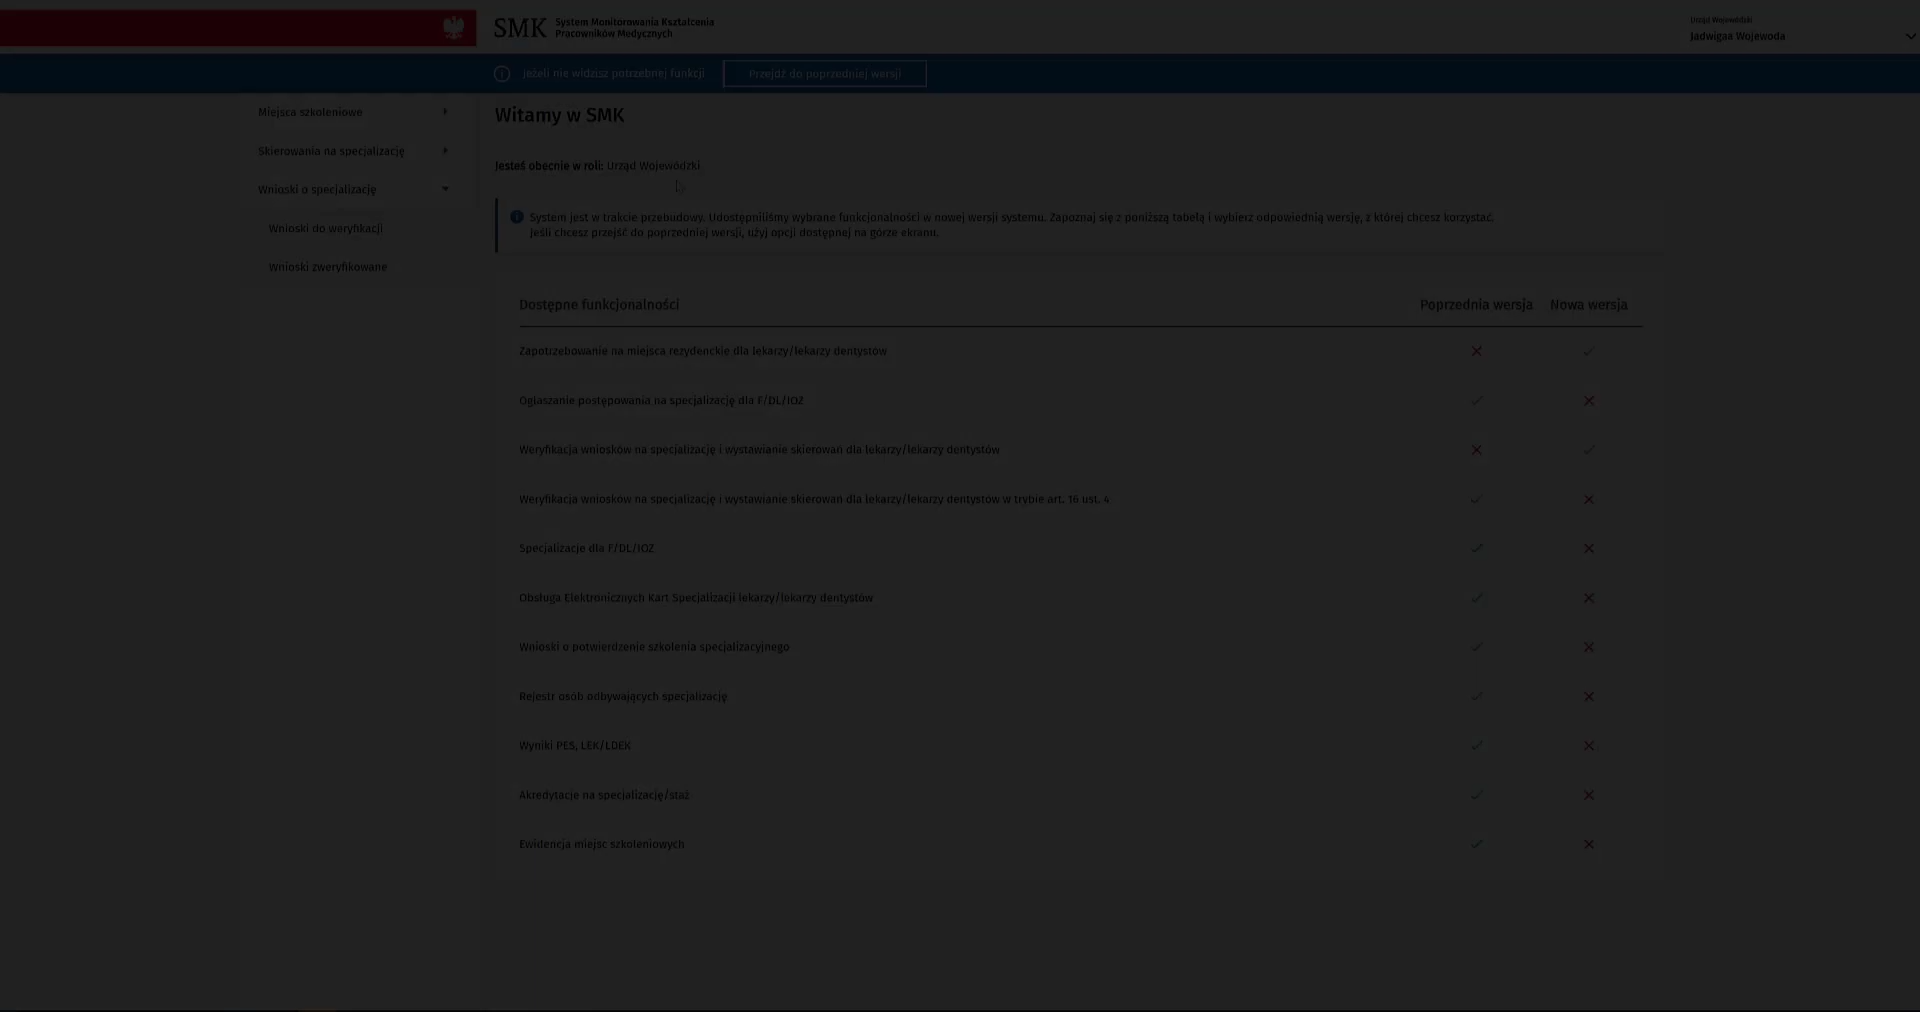 SMK
System Monitorowania Kształcenia
Pracowników Medycznych
Urząd Wojewódzki
Jadwigaa Wojewoda
Jeżeli nie widzisz potrzebnej funkcji
Przejdź do poprzedniej wersji
Miejsca szkoleniowe
Skierowania na specjalizację
Wnioski o specjalizację
Wnioski do weryfikacji
Wnioski zweryfikowane
Witamy w SMK
Jesteś obecnie w roli: Urząd Wojewódzki
System jest w trakcie przebudowy. Udostępniliśmy wybrane funkcjonalności w nowej wersji systemu. Zapoznaj się z poniższą tabelą i wybierz odpowiednią wersję, z której chcesz korzystać.
Jeśli chcesz przejść do poprzedniej wersji, użyj opcji dostępnej na górze ekranu.
Dostępne funkcjonalności Poprzednia wersja Nowa wersja
Zapotrzebowanie na miejsca rezydenckie dla lekarzy/lekarzy dentystów
Ogłaszanie postępowania na specjalizację dla F/DL/IOZ
Weryfikacja wniosków na specjalizację i wystawianie skierowań dla lekarzy/lekarzy dentystów
Weryfikacja wniosków na specjalizację i wystawianie skierowań dla lekarzy/lekarzy dentystów w trybie art. 16 ust. 4
Specjalizacje dla F/DL/IOZ
Obsługa Elektronicznych Kart Specjalizacji lekarzy/lekarzy dentystów
Wnioski o potwierdzenie szkolenia specjalizacyjnego
Rejestr osób odbywających specjalizację
Wyniki PES, LEK/LDEK
Akredytacje na specjalizację/staż
Ewidencja miejsc szkoleniowych